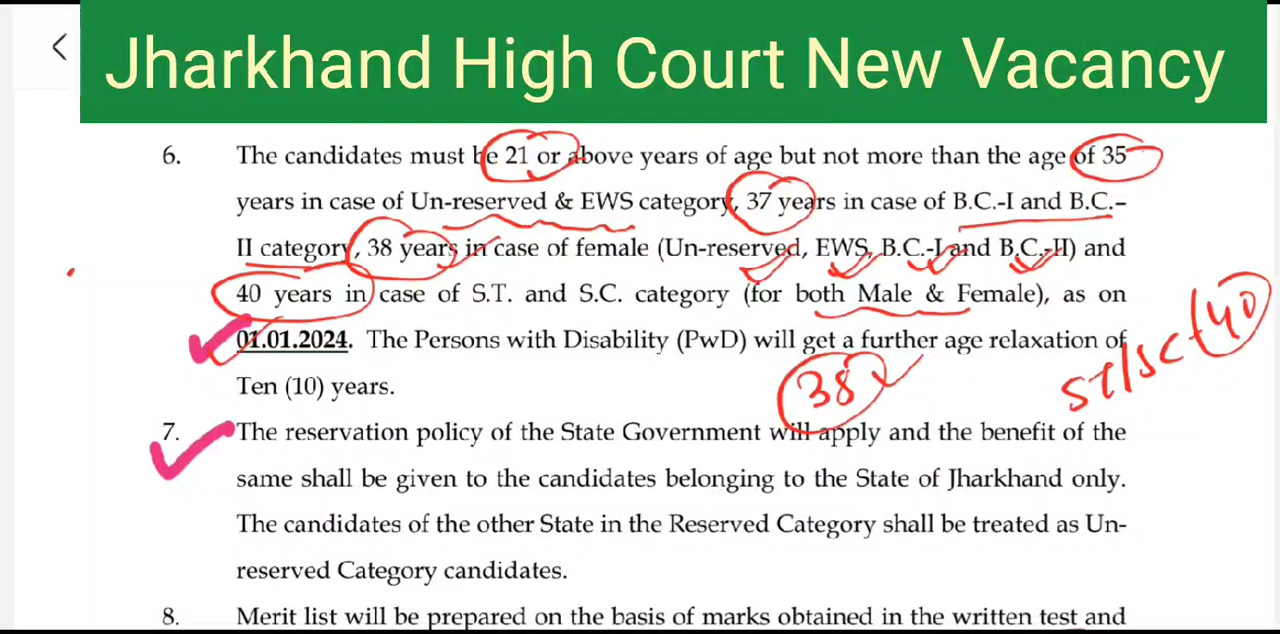 Jharkhand High Court New Vacancy
6. The candidates must be 21 or above years of age but not more than the age of 35
years in case of Un-reserved & EWS category, 37 years in case of B.C.-I and B.C.-
II category, 38 years in case of female (Un-reserved, EWS, B.C.-I and B.C.-II) and
40 years in case of S.T. and S.C. category (for both Male & Female), as on
01.01.2024. The Persons with Disability (PwD) will get a further age relaxation of
Ten (10) years.
38
ST/SC+40
7. The reservation policy of the State Government will apply and the benefit of the
same shall be given to the candidates belonging to the State of Jharkhand only.
The candidates of the other State in the Reserved Category shall be treated as Un-
reserved Category candidates.
8. Merit list will be prepared on the basis of marks obtained in the written test and